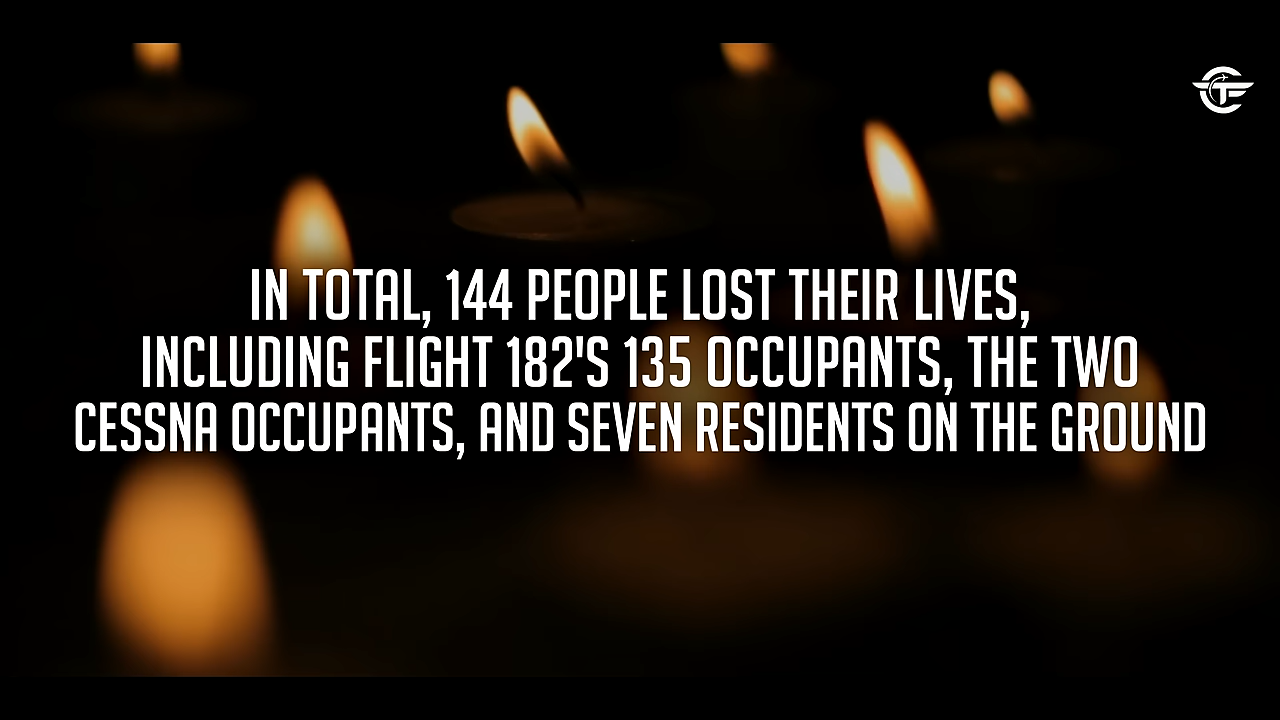 IN TOTAL, 144 PEOPLE LOST THEIR LIVES,
INCLUDING FLIGHT 182'S 135 OCCUPANTS, THE TWO
CESSNA OCCUPANTS, AND SEVEN RESIDENTS ON THE GROUND